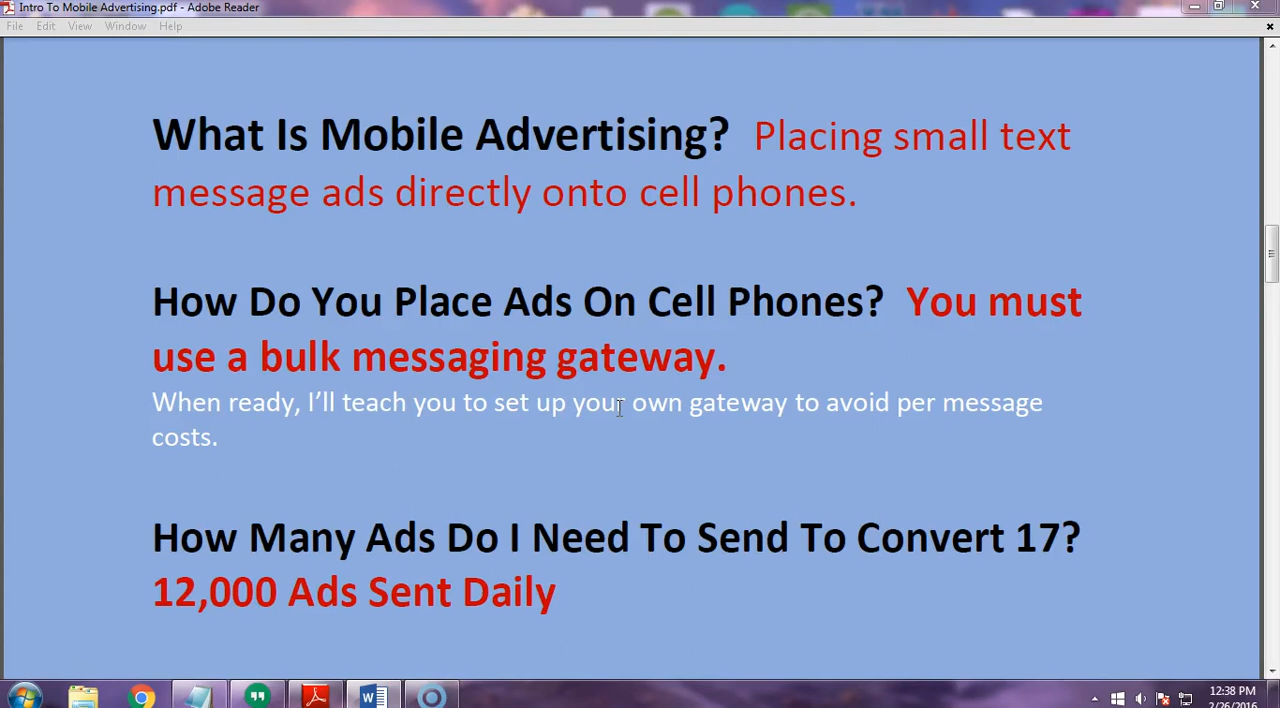 Intro To Mobile Advertising.pdf - Adobe Reader
File Edit View Window Help
What Is Mobile Advertising? Placing small text
message ads directly onto cell phones.
How Do You Place Ads On Cell Phones? You must
use a bulk messaging gateway.
When ready, I’ll teach you to set up your own gateway to avoid per message
costs.
How Many Ads Do I Need To Send To Convert 17?
12,000 Ads Sent Daily
12:38 PM
2/26/2016